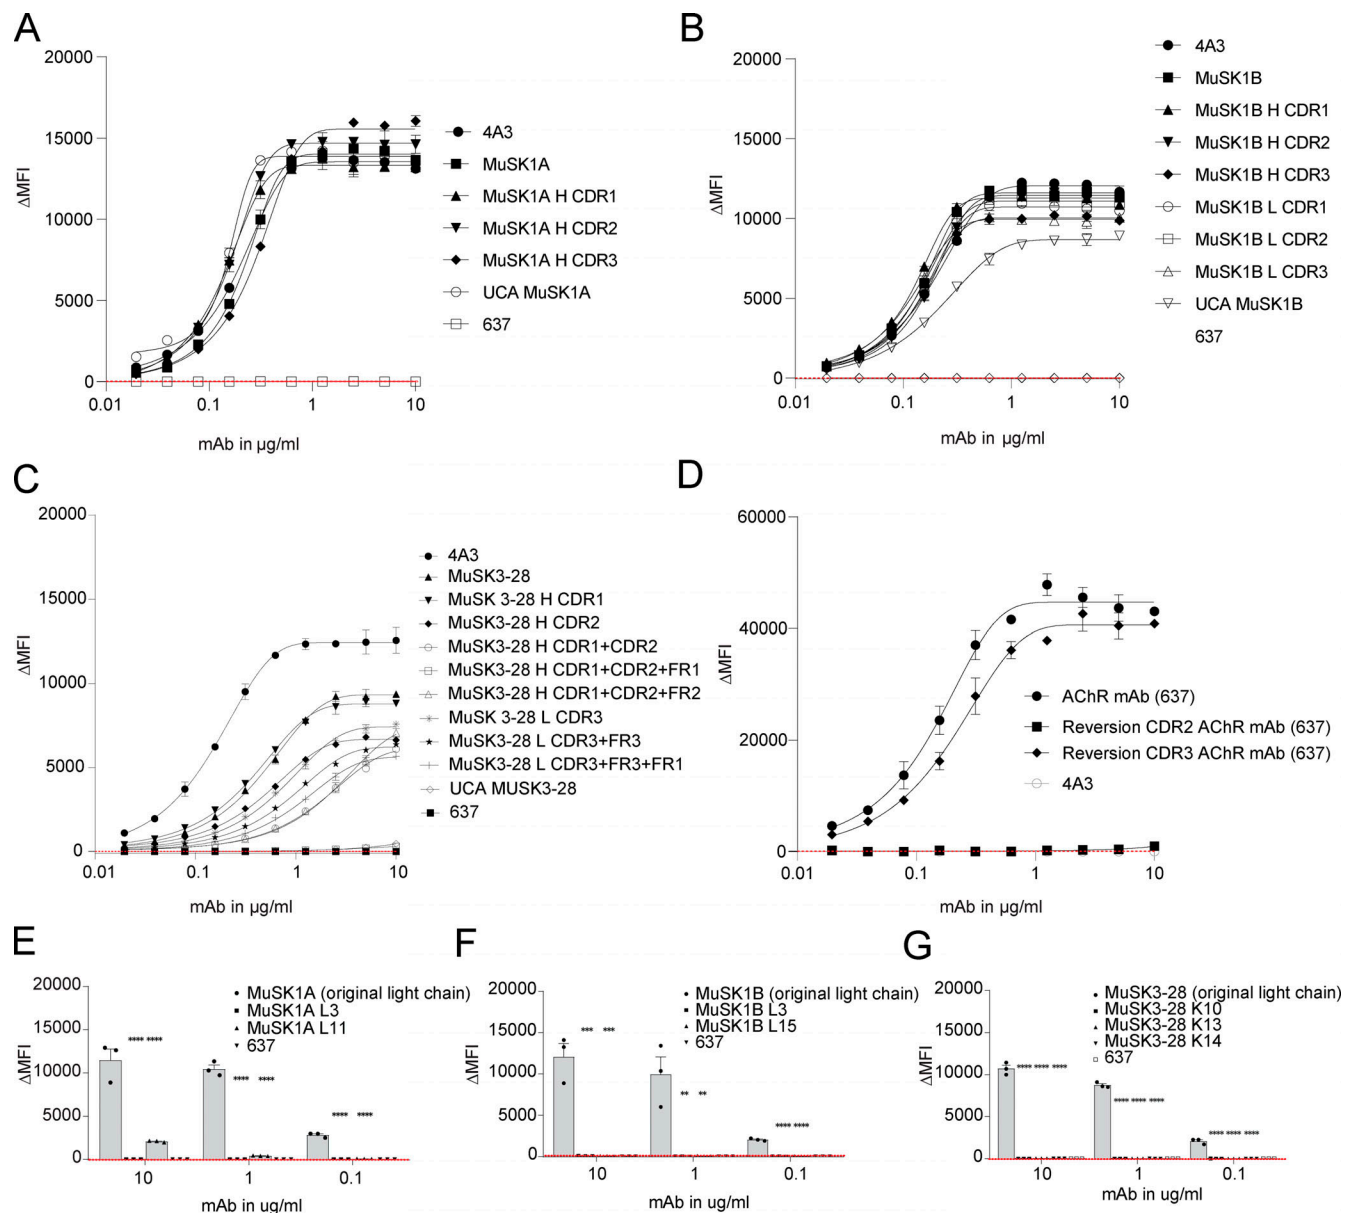 A
20000
15000
10000
5000
0
ΔMFI
0.01
0.1
1
10
mAb in µg/ml
4A3
MuSK1A
MuSK1A H CDR1
MuSK1A H CDR2
MuSK1A H CDR3
UCA MuSK1A
637
B
20000
15000
10000
5000
0
ΔMFI
0.01
0.1
1
10
mAb in µg/ml
4A3
MuSK1B
MuSK1B H CDR1
MuSK1B H CDR2
MuSK1B H CDR3
MuSK1B L CDR1
MuSK1B L CDR2
MuSK1B L CDR3
UCA MuSK1B
637
C
20000
15000
10000
5000
0
ΔMFI
0.01
0.1
1
10
mAb in µg/ml
4A3
MuSK3-28
MuSK 3-28 H CDR1
MuSK3-28 H CDR2
MuSK3-28 H CDR1+CDR2
MuSK3-28 H CDR1+CDR2+FR1
MuSK3-28 H CDR1+CDR2+FR2
MuSK 3-28 L CDR3
MuSK3-28 L CDR3+FR3
MuSK3-28 L CDR3+FR3+FR1
UCA MUSK3-28
637
D
60000
40000
20000
0
ΔMFI
0.01
0.1
1
10
mAb in µg/ml
AChR mAb (637)
Reversion CDR2 AChR mAb (637)
Reversion CDR3 AChR mAb (637)
4A3
E
20000
15000
10000
5000
0
ΔMFI
MuSK1A (original light chain)
MuSK1A L3
MuSK1A L11
637
**** ****
**** ****
**** ****
10
1
0.1
mAb in ug/ml
F
20000
15000
10000
5000
0
ΔMFI
MuSK1B (original light chain)
MuSK1B L3
MuSK1B L15
637
*** ***
** **
**** ****
10
1
0.1
mAb in ug/ml
G
20000
15000
10000
5000
0
ΔMFI
MuSK3-28 (original light chain)
MuSK3-28 K10
MuSK3-28 K13
MuSK3-28 K14
637
**** **** ****
**** **** ****
**** **** ****
10
1
0.1
mAb in ug/ml